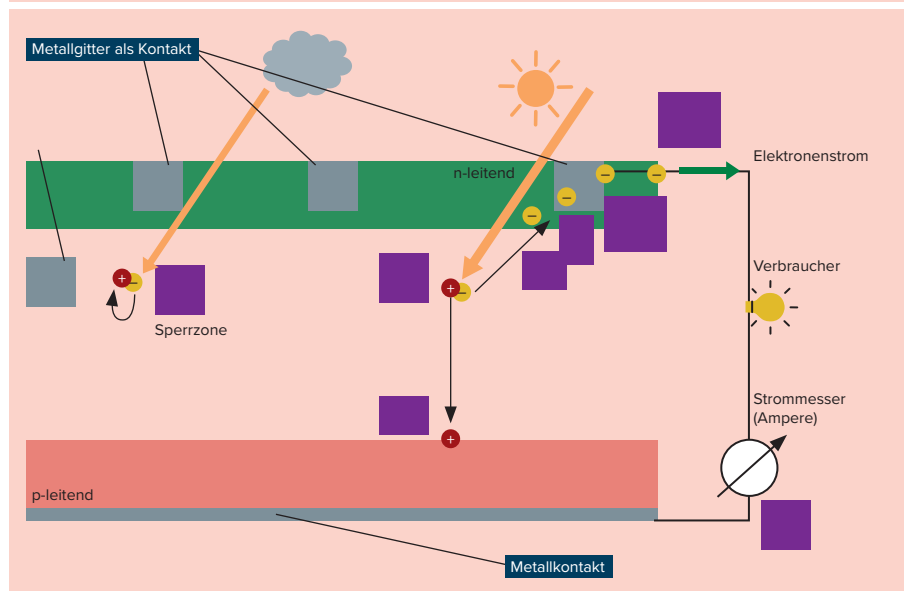 Metallgitter als Kontakt
Elektronenstrom
n-leitend
−
−
−
−
+
−
+
−
Verbraucher
Sperrzone
Strommesser
(Ampere)
+
p-leitend
Metallkontakt